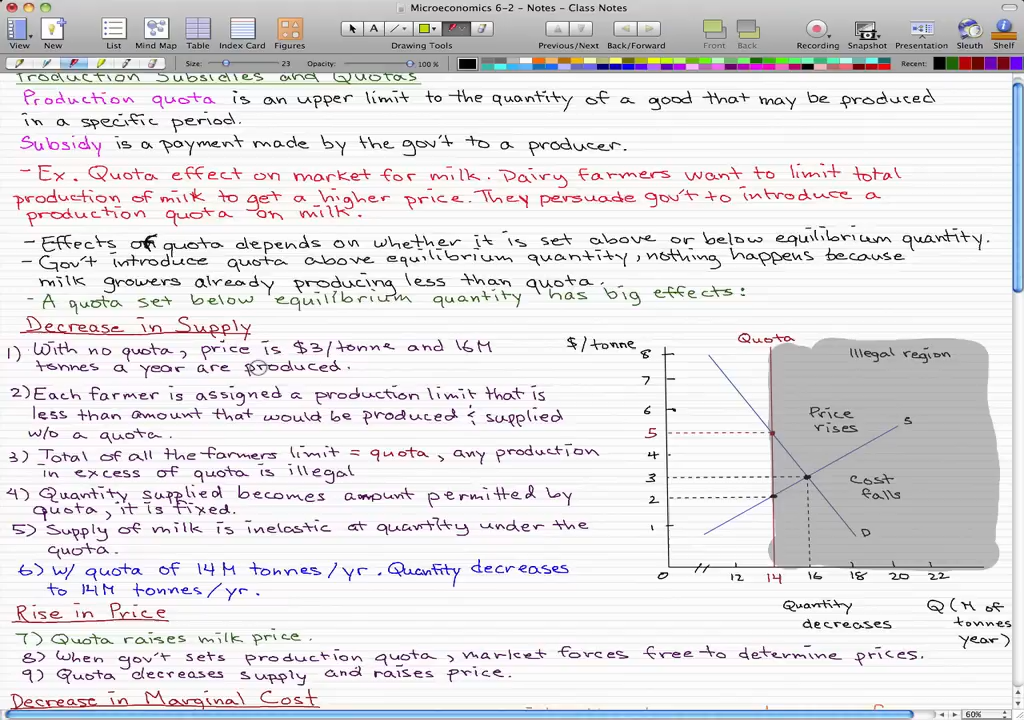 Microeconomics 6-2 - Notes - Class Notes
View New List Mind Map Table Index Card Figures Drawing Tools Previous/Next Back/Forward Front Back Recording Snapshot Presentation Sleuth Shelf
Size: 23 Opacity: 100 % Recent:
Production Subsidies and Quotas
Production quota is an upper limit to the quantity of a good that may be produced
in a specific period.
Subsidy is a payment made by the gov't to a producer.
- Ex. Quota effect on market for milk. Dairy farmers want to limit total
production of milk to get a higher price. They persuade gov't to introduce a
production quota on milk.
- Effects of quota depends on whether it is set above or below equilibrium quantity.
- Gov't introduce quota above equilibrium quantity, nothing happens because
milk growers already producing less than quota.
- A quota set below equilibrium quantity has big effects:
Decrease in Supply
1) With no quota, price is $3/tonne and 16M
tonnes a year are produced.
2) Each farmer is assigned a production limit that is
less than amount that would be produced & supplied
w/o a quota.
3) Total of all the farmers limit = quota, any production
in excess of quota is illegal
4) Quantity supplied becomes amount permitted by
quota, it is fixed.
5) Supply of milk is inelastic at quantity under the
quota.
6) w/ quota of 14M tonnes/yr. Quantity decreases
to 14M tonnes/yr.
Rise in Price
7) Quota raises milk price.
8) When gov't sets production quota, market forces free to determine prices.
9) Quota decreases supply and raises price.
Decrease in Marginal Cost
$/tonne
Quota
Illegal region
8
7
6
5
4
3
2
1
0
Price
rises
S
Cost
falls
D
12 14 16 18 20 22
Quantity
decreases
Q (M of
tonnes
year)
60%